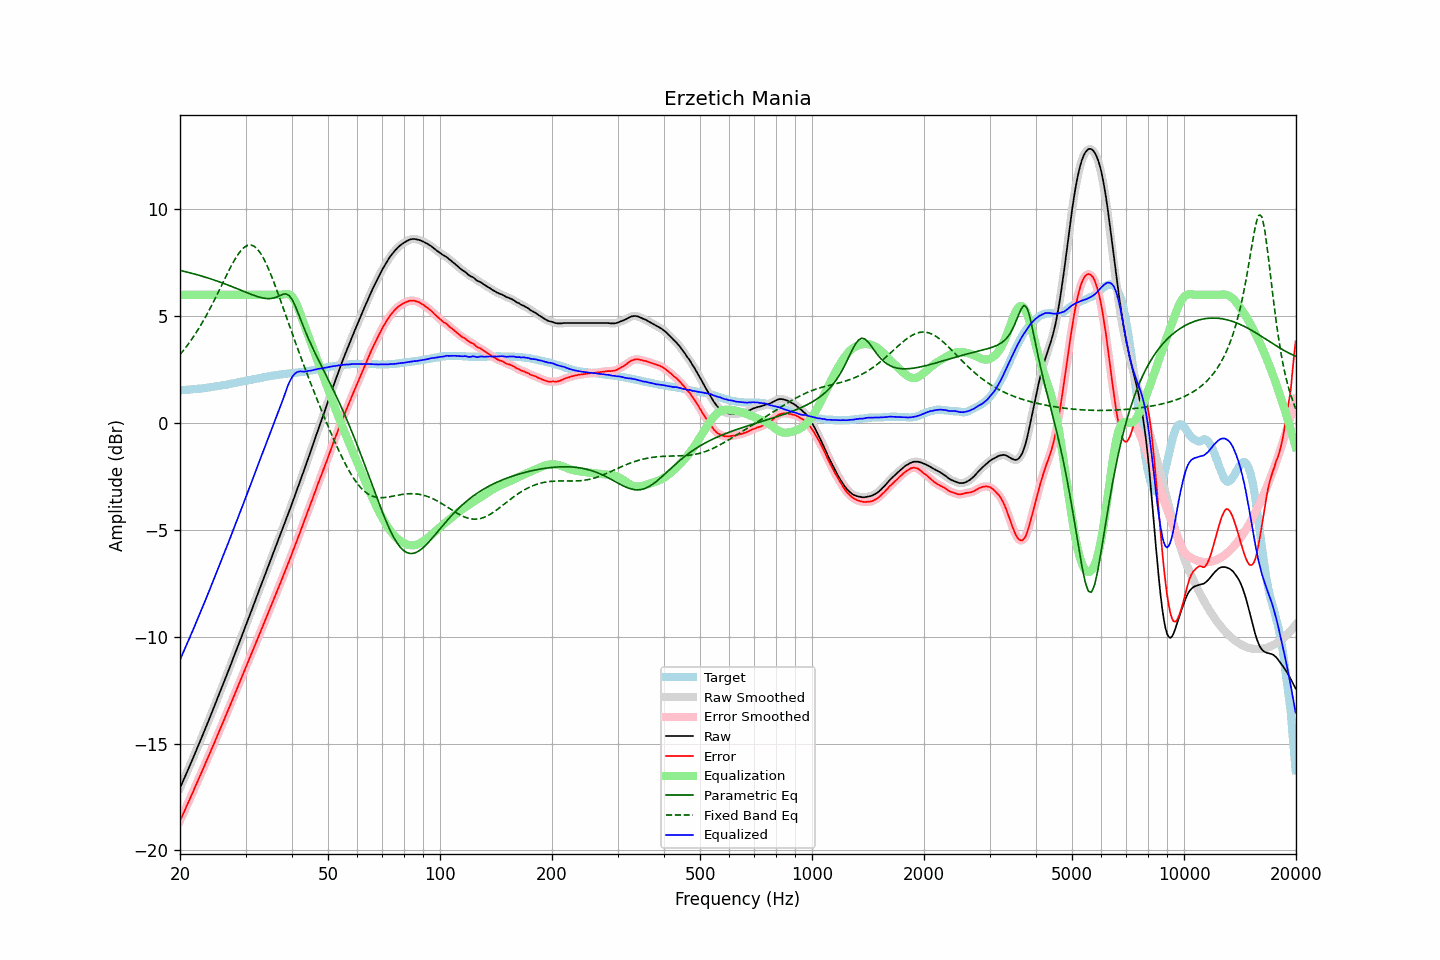 Erzetich Mania
Amplitude (dBr)
10
5
0
−5
−10
−15
−20
20
50
100
200
500
1000
2000
5000
10000
20000
Frequency (Hz)
Target
Raw Smoothed
Error Smoothed
Raw
Error
Equalization
Parametric Eq
Fixed Band Eq
Equalized